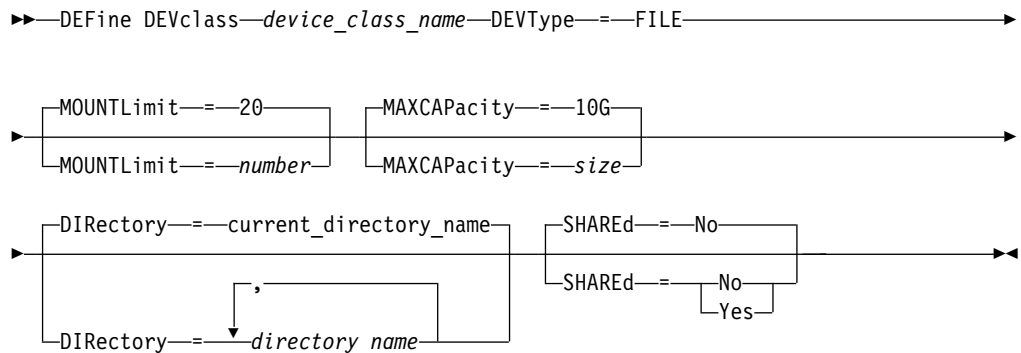 DEFine DEVclass device_class_name DEVType = FILE
MOUNTLimit = 20 MAXCAPacity = 10G
MOUNTLimit = number MAXCAPacity = size
DIRectory = current_directory_name SHAREd = No
SHAREd = No
, Yes
DIRectory = directory name